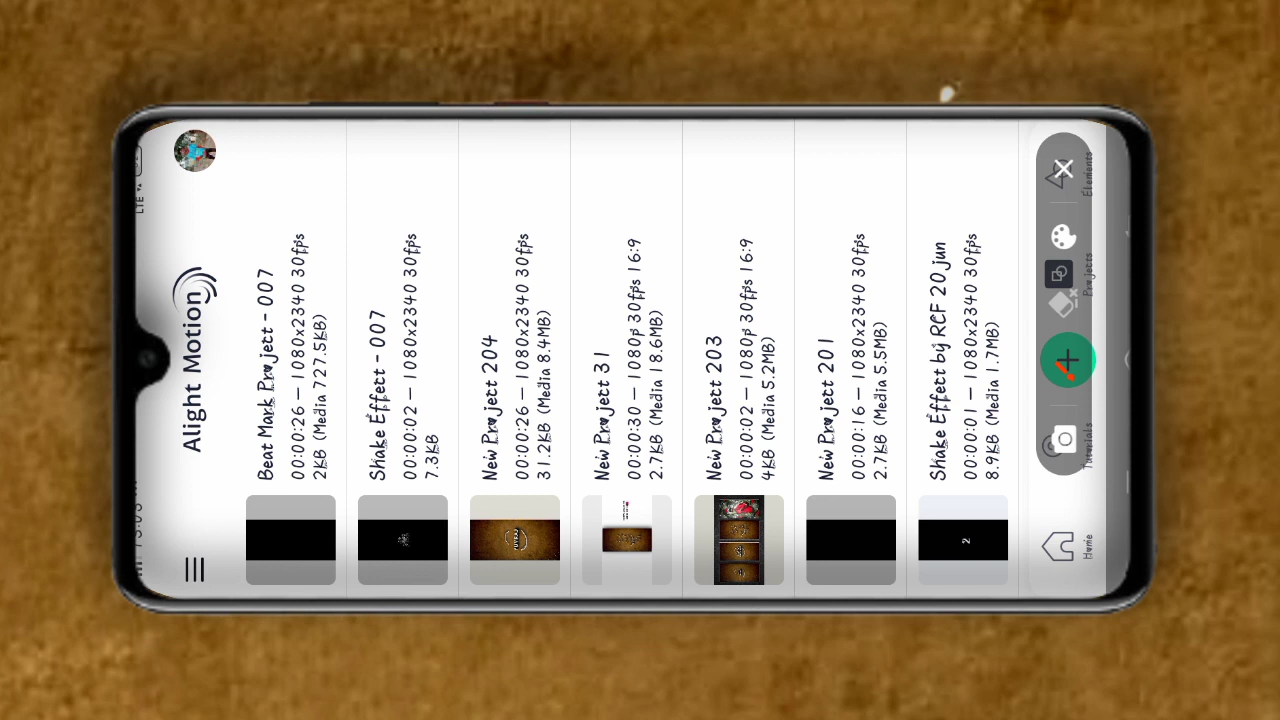 LTE
Alight Motion
Beat Mark Project - 007
00:00:26 — 1080x2340 30fps
2KB (Media 727.5KB)
Shake Effect - 007
00:00:02 — 1080x2340 30fps
7.3KB
New Project 204
00:00:26 — 1080x2340 30fps
31.2KB (Media 8.4MB)
New Project 31
00:00:30 — 1080p 30fps 16:9
2.7KB (Media 18.6MB)
New Project 203
00:00:02 — 1080p 30fps 16:9
4KB (Media 5.2MB)
New Project 201
00:00:16 — 1080x2340 30fps
2.7KB (Media 5.5MB)
2
Shake Effect by RCF 20 jun
00:00:01 — 1080x2340 30fps
8.9KB (Media 1.7MB)
Home
Tutorials
Projects
Elements